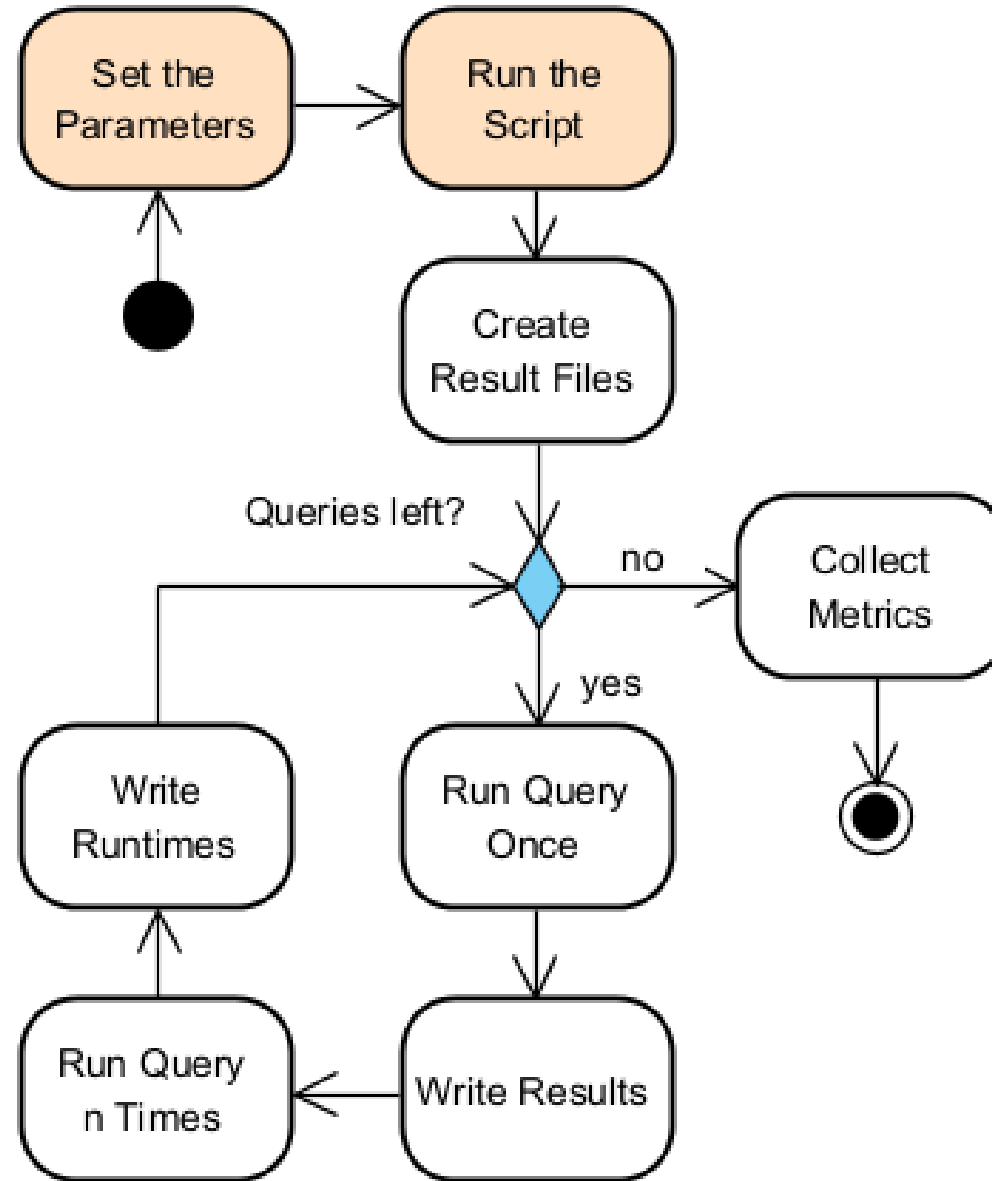 Set the
Parameters
Run the
Script
Create
Result Files
Queries left?
no
Collect
Metrics
yes
Write
Runtimes
Run Query
Once
Run Query
n Times
Write Results